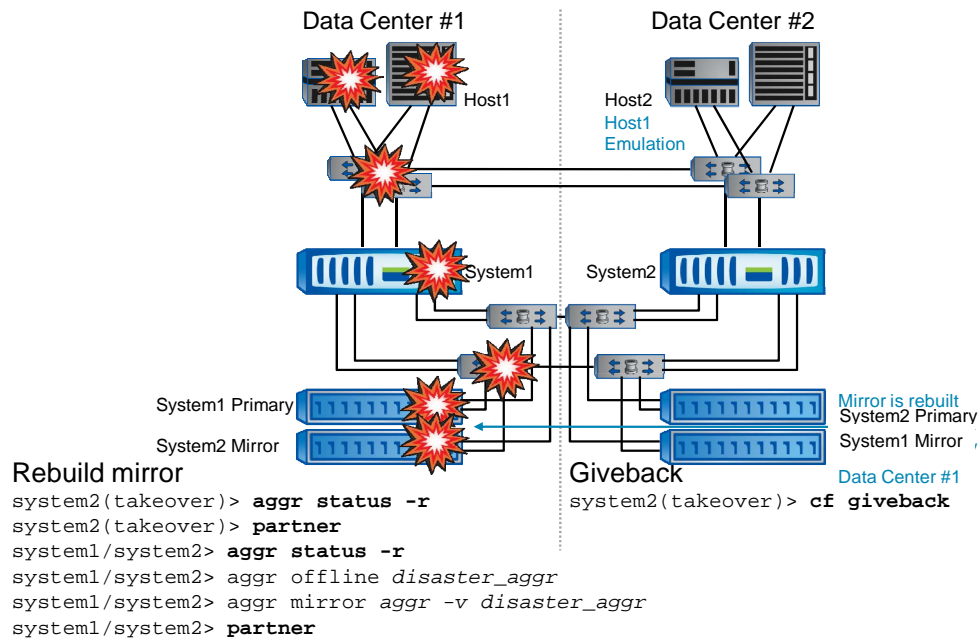 Data Center #1
Data Center #2
Host1
Host2
Host1
Emulation
System1
System2
System1 Primary
Mirror is rebuilt
System2 Primary
System2 Mirror
System1 Mirror
Data Center #1
Rebuild mirror
system2(takeover)> aggr status -r
system2(takeover)> partner
system1/system2> aggr status -r
system1/system2> aggr offline disaster_aggr
system1/system2> aggr mirror aggr -v disaster_aggr
system1/system2> partner
Giveback
system2(takeover)> cf giveback